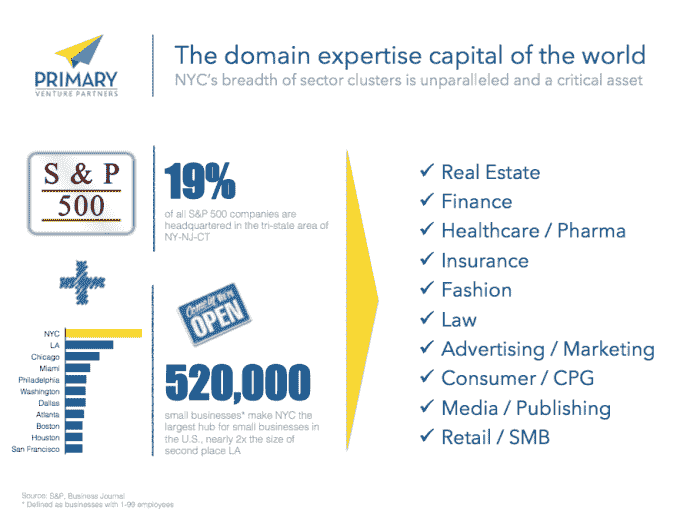 PRIMARY
VENTURE PARTNERS
The domain expertise capital of the world
NYC's breadth of sector clusters is unparalleled and a critical asset
S & P
500
19%
of all S&P 500 companies are
headquartered in the tri-state area of
NY-NJ-CT
NYC
LA
Chicago
Miami
Philadelphia
Washington
Dallas
Atlanta
Boston
Houston
San Francisco
Come in We're
OPEN
520,000
small businesses* make NYC the
largest hub for small businesses in
the U.S., nearly 2x the size of
second place LA
✓ Real Estate
✓ Finance
✓ Healthcare / Pharma
✓ Insurance
✓ Fashion
✓ Law
✓ Advertising / Marketing
✓ Consumer / CPG
✓ Media / Publishing
✓ Retail / SMB
Source: S&P, Business Journal
* Defined as businesses with 1-99 employees